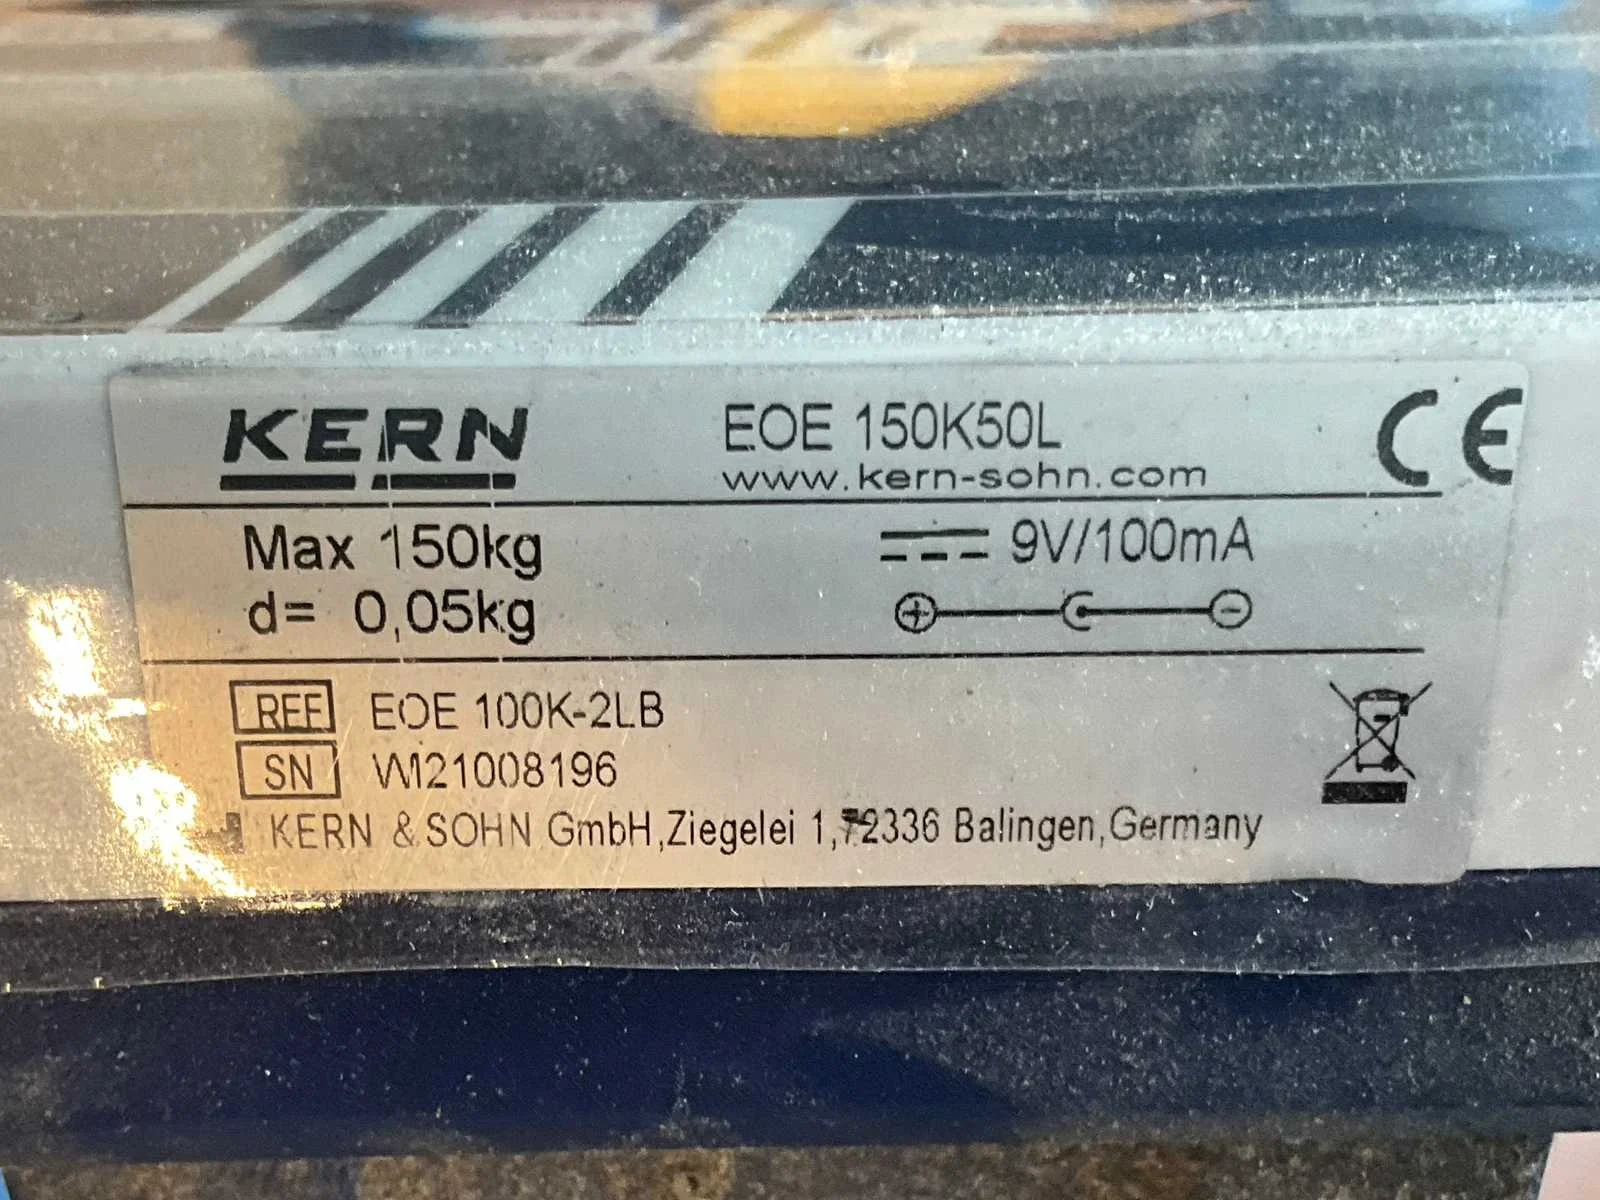 KERN
EOE 150K50L
www.kern-sohn.com
CE
Max 150kg
d= 0,05kg
9V/100mA
REF EOE 100K-2LB
SN WI21008196
KERN & SOHN GmbH,Ziegelei 1,72336 Balingen,Germany